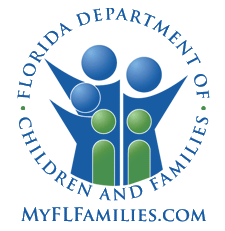 FLORIDA DEPARTMENT OF
• CHILDREN AND FAMILIES •
MYFLFAMILIES.COM